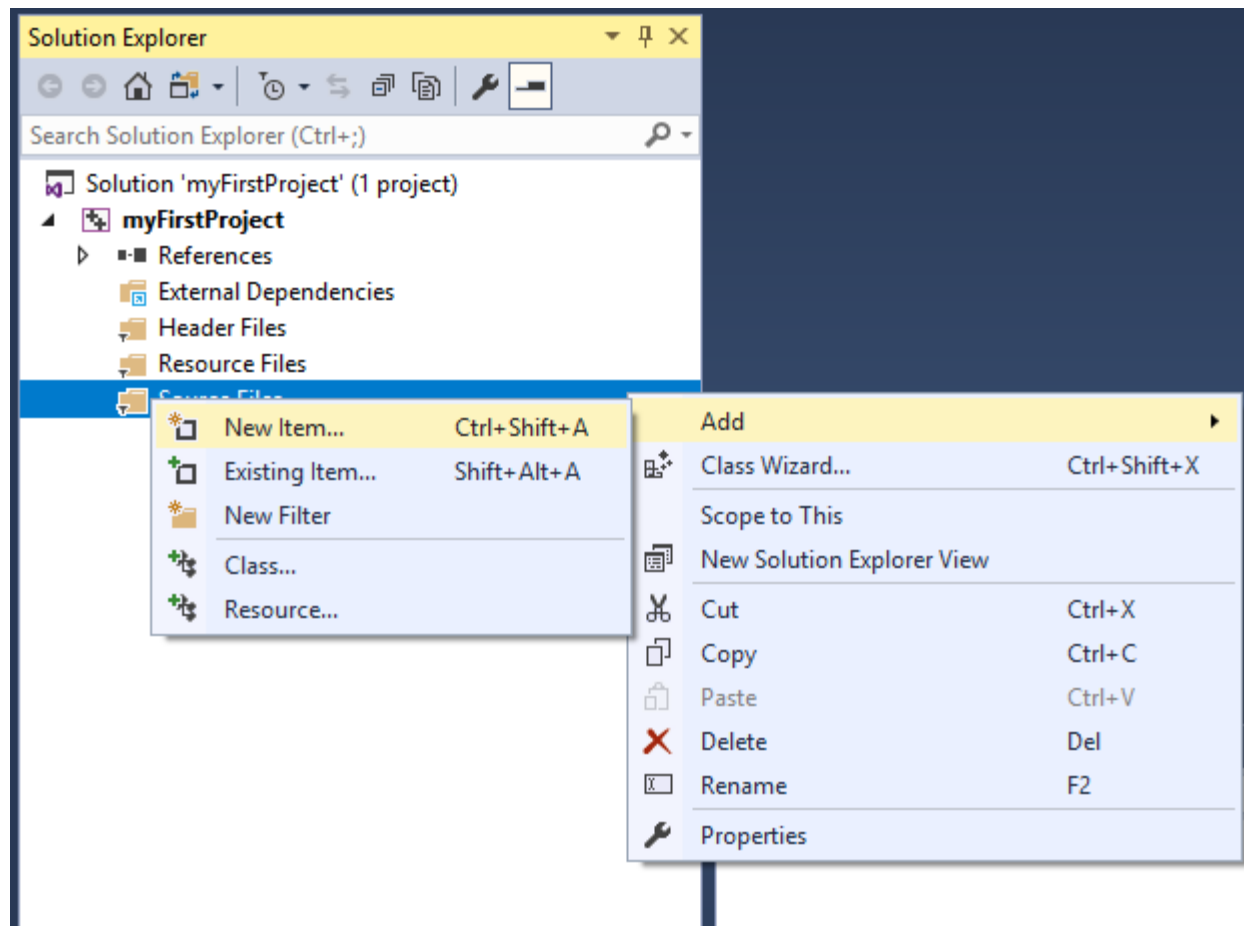 Solution Explorer
Search Solution Explorer (Ctrl+;)
Solution 'myFirstProject' (1 project)
myFirstProject
References
External Dependencies
Header Files
Resource Files
Source Files
New Item... Ctrl+Shift+A
Existing Item... Shift+Alt+A
New Filter
Class...
Resource...
Add
Class Wizard... Ctrl+Shift+X
Scope to This
New Solution Explorer View
Cut Ctrl+X
Copy Ctrl+C
Paste Ctrl+V
Delete Del
Rename F2
Properties